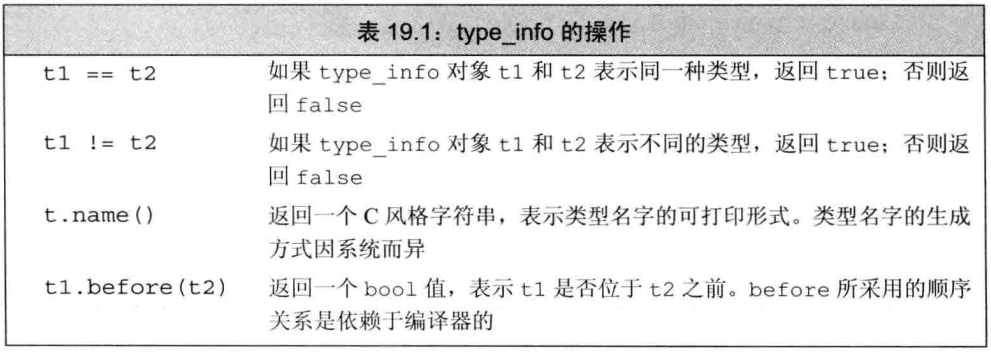 表 19.1：type_info 的操作
t1 == t2 如果 type_info 对象 t1 和 t2 表示同一种类型，返回 true；否则返
回 false
t1 != t2 如果 type_info 对象 t1 和 t2 表示不同的类型，返回 true；否则返
回 false
t.name() 返回一个 C 风格字符串，表示类型名字的可打印形式。类型名字的生成
方式因系统而异
t1.before(t2) 返回一个 bool 值，表示 t1 是否位于 t2 之前。before 所采用的顺序
关系是依赖于编译器的